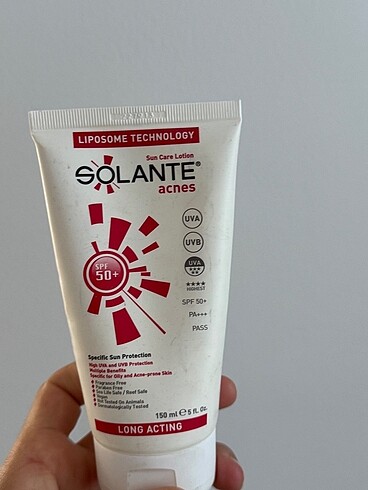 LIPOSOME TECHNOLOGY
Sun Care Lotion
SOLANTE®
acnes
UVA
UVB
UVA
SPF
50+
★★★★
HIGHEST
SPF 50+
PA+++
PASS
Specific Sun Protection
High UVA and UVB Protection
Multiple Benefits
Specific for Oily and Acne-prone Skin
Fragrance Free
Paraben Free
Sea Life Safe / Reef Safe
Vegan
Not Tested On Animals
Dermatologically Tested
150 ml ℮ 5 fl. Oz.
LONG ACTING